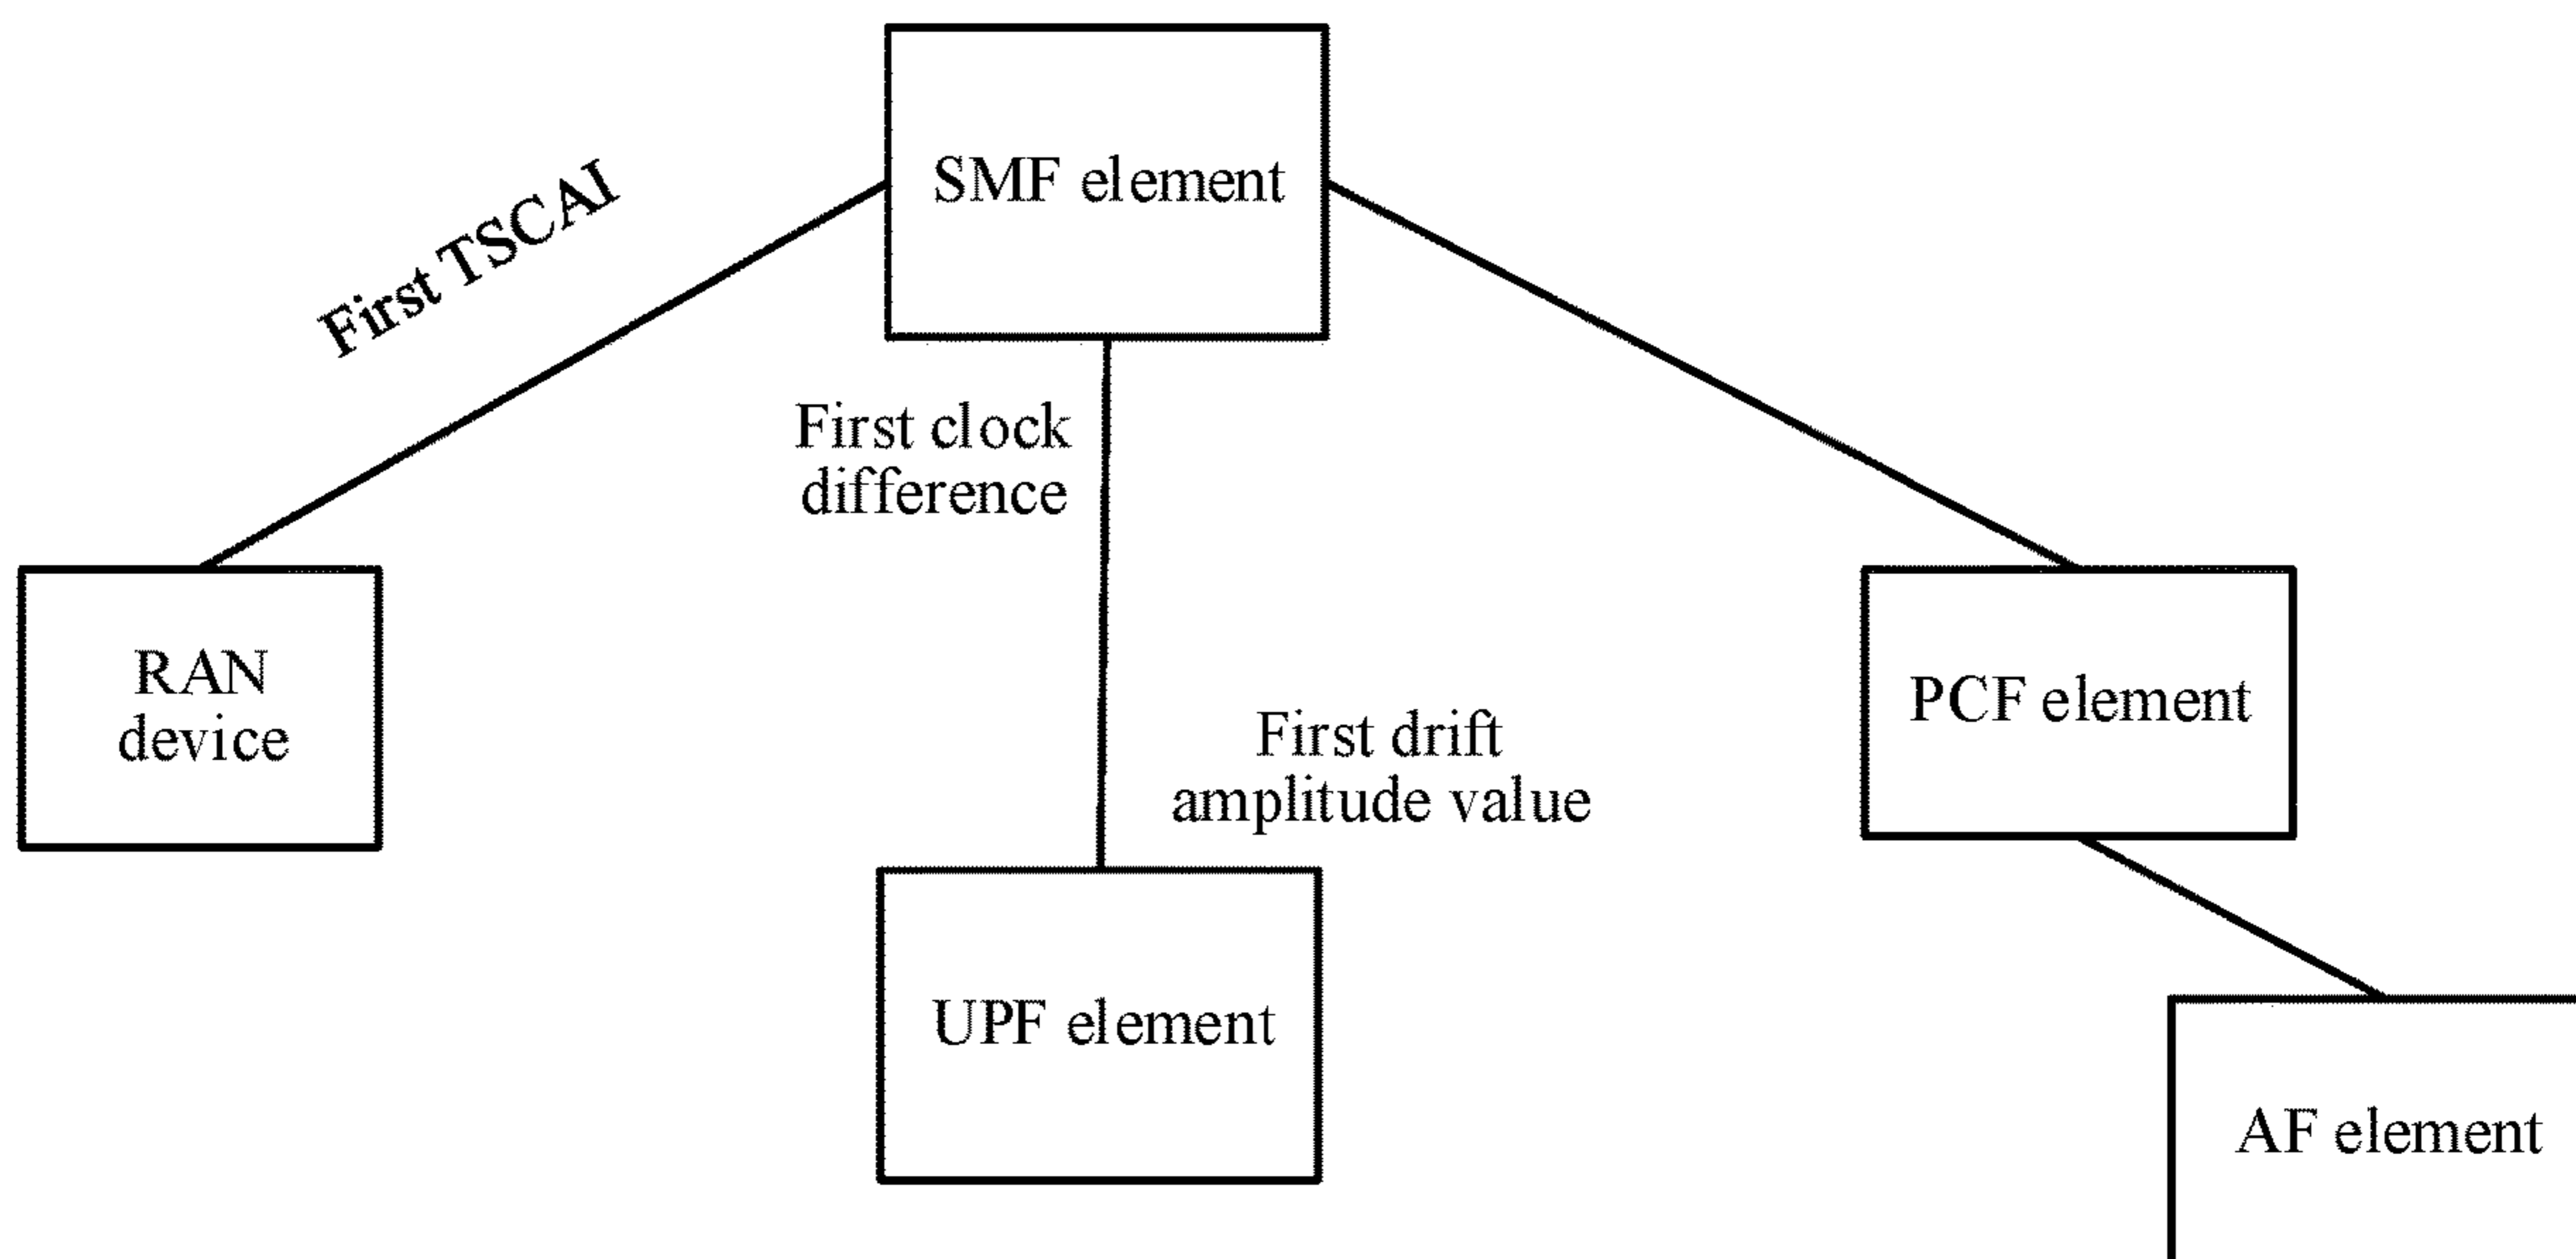 SMF element
First TSCAI
First clock
difference
RAN
device
PCF element
First drift
amplitude value
UPF element
AF element